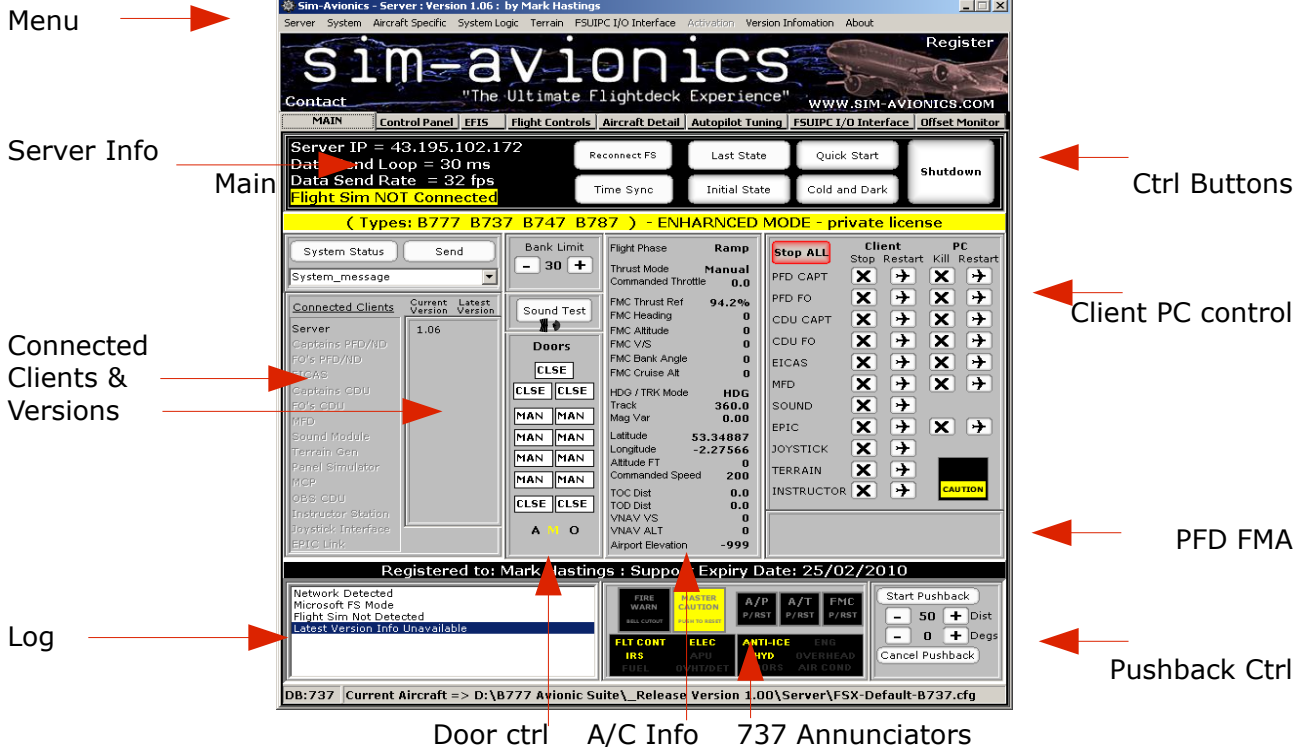 Sim-Avionics - Server : Version 1.06 : by Mark Hastings
Menu
Server System Aircraft Specific System Logic Terrain FSUIPC I/O Interface Activation Version Infomation About
sim-avionics
Register
"The Ultimate Flightdeck Experience"
Contact
WWW.SIM-AVIONICS.COM
MAIN Control Panel EFIS Flight Controls Aircraft Detail Autopilot Tuning FSUIPC I/O Interface Offset Monitor
Server Info
Main
Server IP = 43.195.102.172
Data Send Loop = 30 ms
Data Send Rate = 32 fps
Flight Sim NOT Connected
Reconnect FS Last State Quick Start Shutdown
Time Sync Initial State Cold and Dark
Ctrl Buttons
( Types: B777 B737 B747 B787 ) - ENHARNCED MODE - private license
System Status Send
System_message
Connected Clients Current Version Latest Version
Server 1.06
Captains PFD/ND
FO's PFD/ND
EICAS
Captains CDU
FO's CDU
MFD
Sound Module
Terrain Gen
Panel Simulator
MCP
OBS CDU
Instructor Station
Joystick Interface
EPIC Link
Connected
Clients &
Versions
Bank Limit
- 30 +
Sound Test
Doors
CLSE
CLSE CLSE
MAN MAN
MAN MAN
MAN MAN
MAN MAN
CLSE CLSE
A M O
Flight Phase Ramp
Thrust Mode Manual
Commanded Throttle 0.0
FMC Thrust Ref 94.2%
FMC Heading 0
FMC Altitude 0
FMC V/S 0
FMC Bank Angle 0
FMC Cruise Alt 0
HDG / TRK Mode HDG
Track 360.0
Mag Var 0.00
Latitude 53.34887
Longitude -2.27566
Altitude FT 0
Commanded Speed 200
TOC Dist 0.0
TOD Dist 0.0
VNAV VS 0
VNAV ALT 0
Airport Elevation -999
Stop ALL Client PC
Stop Restart Kill Restart
PFD CAPT
PFD FO
CDU CAPT
CDU FO
EICAS
MFD
SOUND
EPIC
JOYSTICK
TERRAIN
INSTRUCTOR
CAUTION
Client PC control
PFD FMA
Registered to: Mark Hastings : Support Expiry Date: 25/02/2010
Log
Network Detected
Microsoft FS Mode
Flight Sim Not Detected
Latest Version Info Unavailable
FIRE WARN MASTER CAUTION A/P A/T FMC
BELL CUTOUT PUSH TO RESET P/RST P/RST P/RST
FLT CONT ELEC ANTI-ICE ENG
IRS APU HYD OVERHEAD
FUEL OVHT/DET DOORS AIR COND
Start Pushback
- 50 + Dist
- 0 + Degs
Cancel Pushback
Pushback Ctrl
DB:737 Current Aircraft => D:\B777 Avionic Suite\_Release Version 1.00\Server\FSX-Default-B737.cfg
Door ctrl A/C Info 737 Annunciators